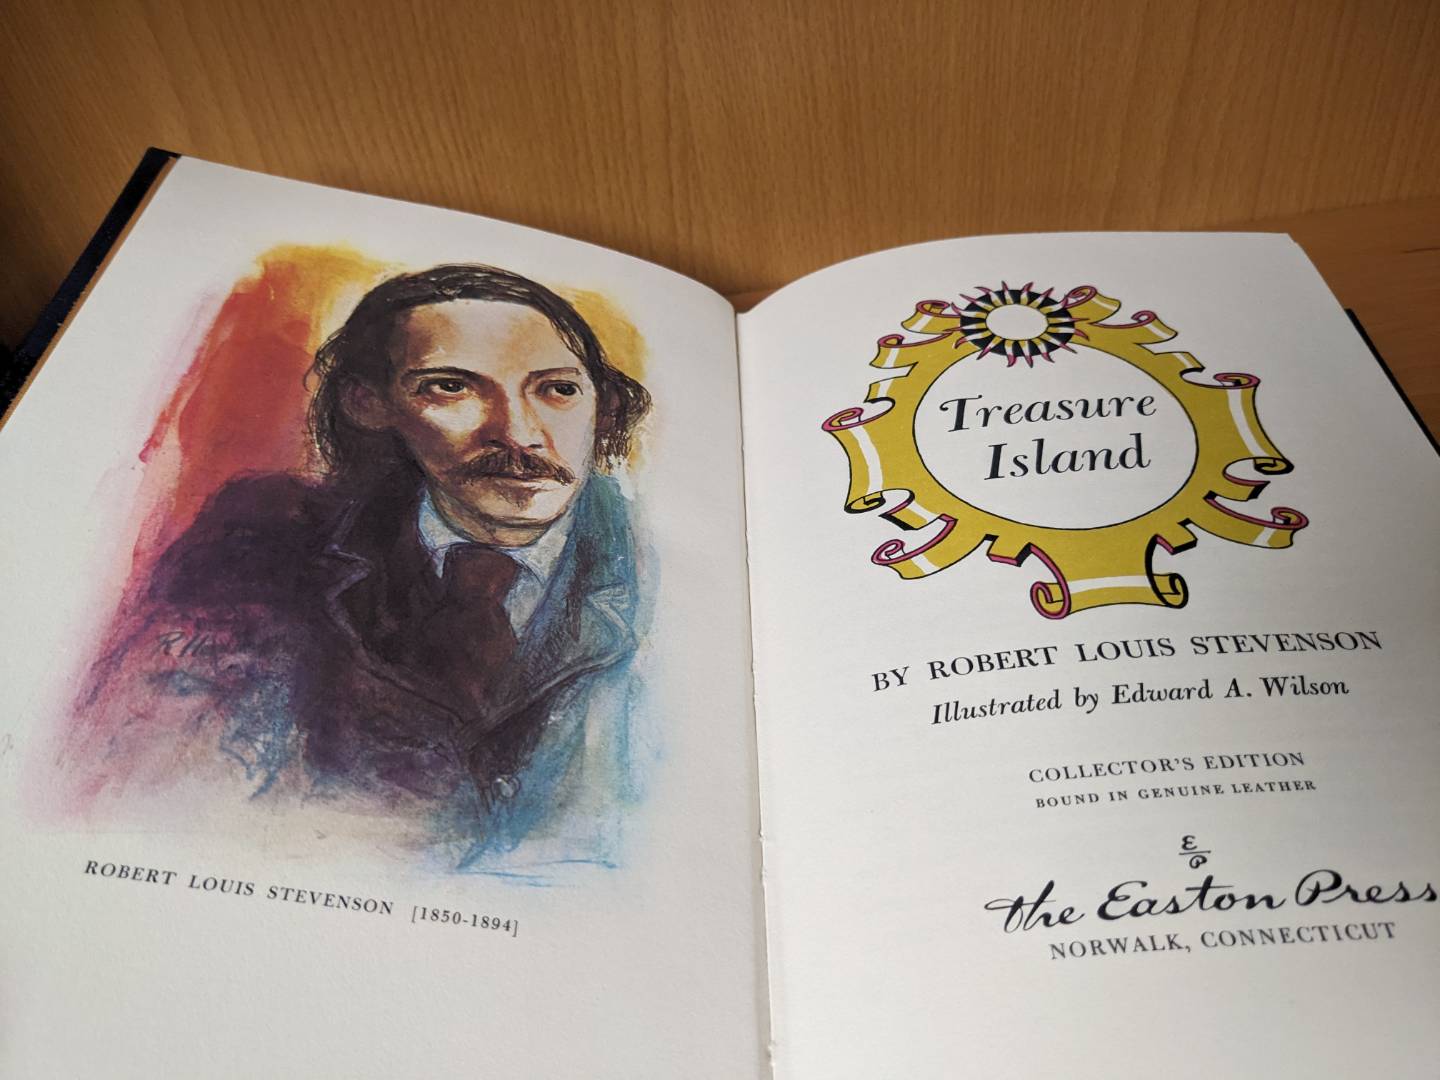 ROBERT LOUIS STEVENSON [1850-1894]
Treasure
Island
BY ROBERT LOUIS STEVENSON
Illustrated by Edward A. Wilson
COLLECTOR'S EDITION
BOUND IN GENUINE LEATHER
The Easton Press
NORWALK, CONNECTICUT